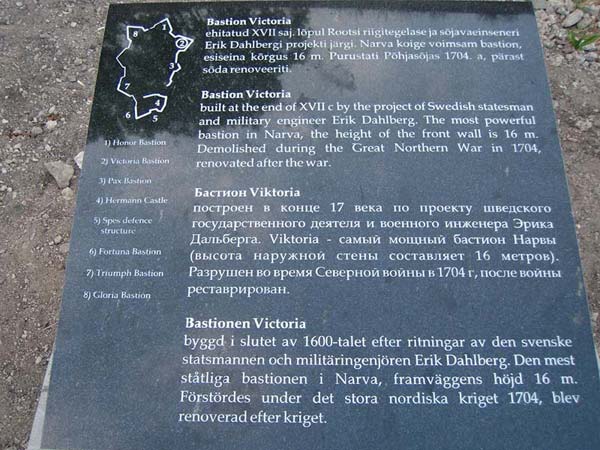 8
1
2
3
7
4
6
5
1) Honor Bastion
2) Victoria Bastion
3) Pax Bastion
4) Hermann Castle
5) Spes defence
structure
6) Fortuna Bastion
7) Triumph Bastion
8) Gloria Bastion
Bastion Victoria
ehitatud XVII saj. lõpul Rootsi riigitegelase ja sõjaväeinseneri
Erik Dahlbergi projekti järgi. Narva kõige võimsam bastion,
esiseina kõrgus 16 m. Purustati Põhjasõjas 1704. a, pärast
sõda renoveeriti.
Bastion Victoria
built at the end of XVII c by the project of Swedish statesman
and military engineer Erik Dahlberg. The most powerful
bastion in Narva, the height of the front wall is 16 m.
Demolished during the Great Northern War in 1704,
renovated after the war.
Бастион Viktoria
построен в конце 17 века по проекту шведского
государственного деятеля и военного инженера Эрика
Дальберга. Viktoria - самый мощный бастион Нарвы
(высота наружной стены составляет 16 метров).
Разрушен во время Северной войны в 1704 г, после войны
реставрирован.
Bastionen Victoria
byggd i slutet av 1600-talet efter ritningar av den svenske
statsmannen och militäringenjören Erik Dahlberg. Den mest
ståtliga bastionen i Narva, framväggens höjd 16 m.
Förstördes under det stora nordiska kriget 1704, blev
renoverad efter kriget.